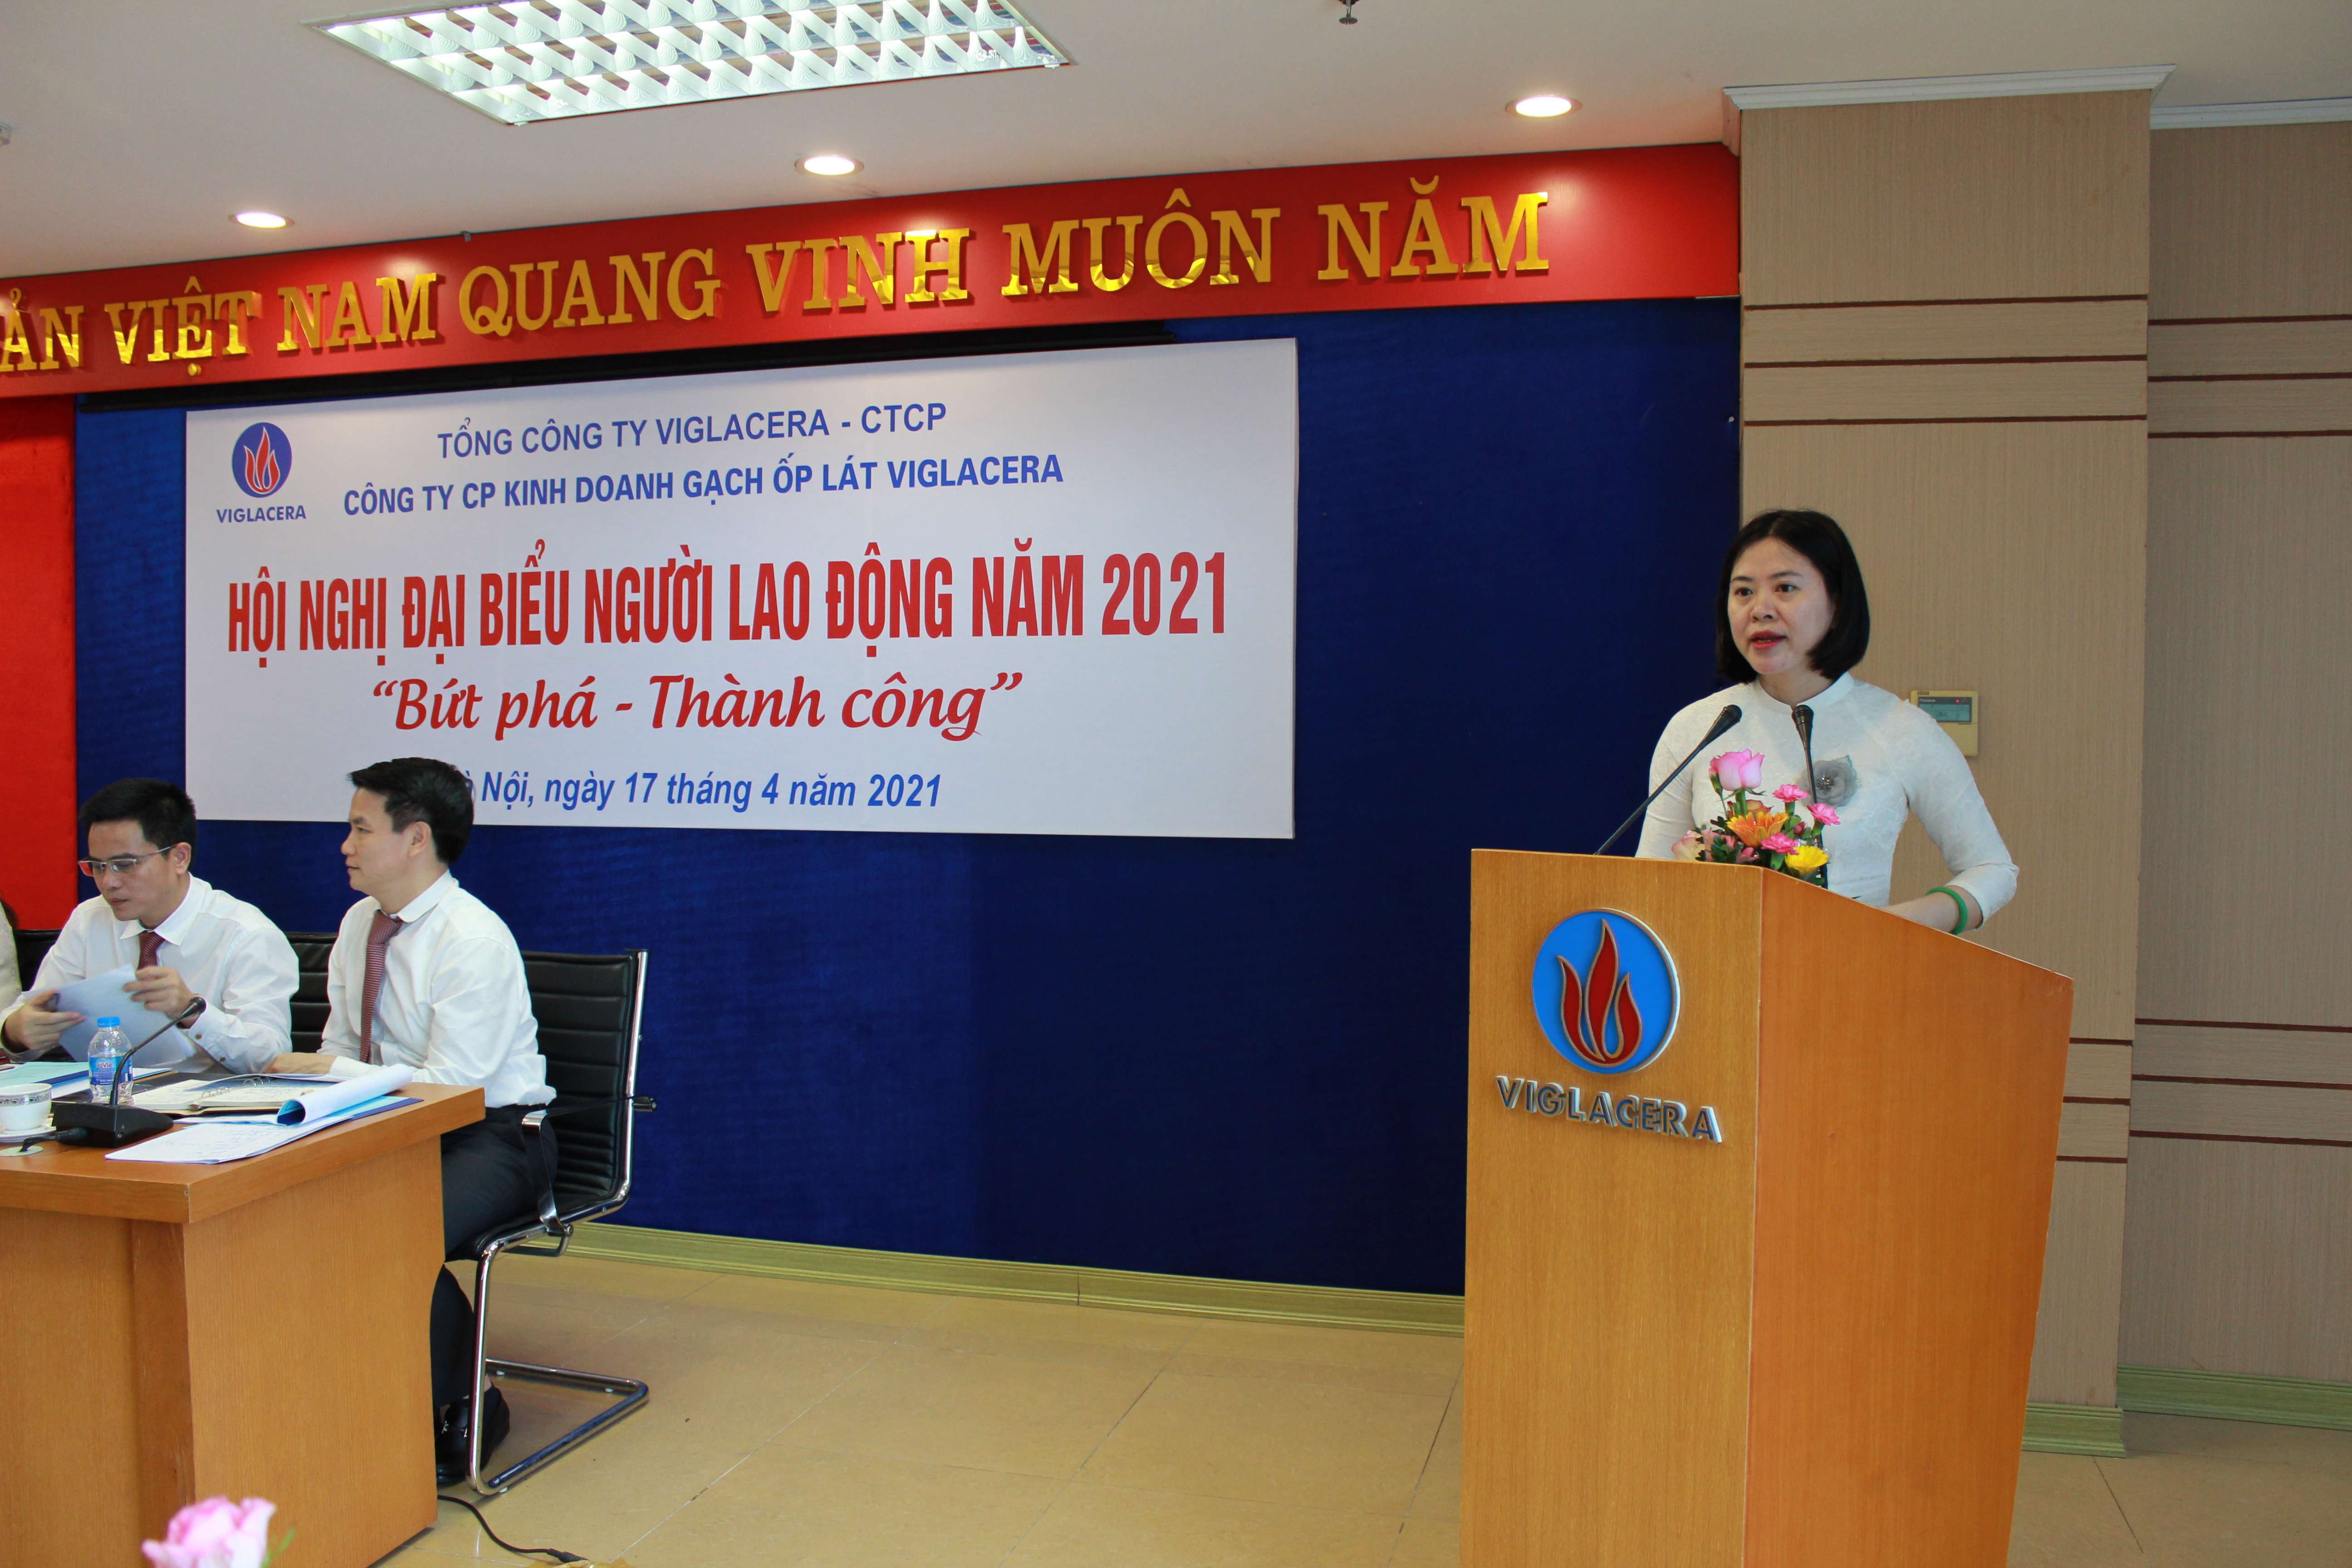 VIỆT NAM QUANG VINH MUÔN NĂM
TỔNG CÔNG TY VIGLACERA - CTCP
CÔNG TY CP KINH DOANH GẠCH ỐP LÁT VIGLACERA
VIGLACERA
HỘI NGHỊ ĐẠI BIỂU NGƯỜI LAO ĐỘNG NĂM 2021
“Bứt phá - Thành công”
Nội, ngày 17 tháng 4 năm 2021
VIGLACERA